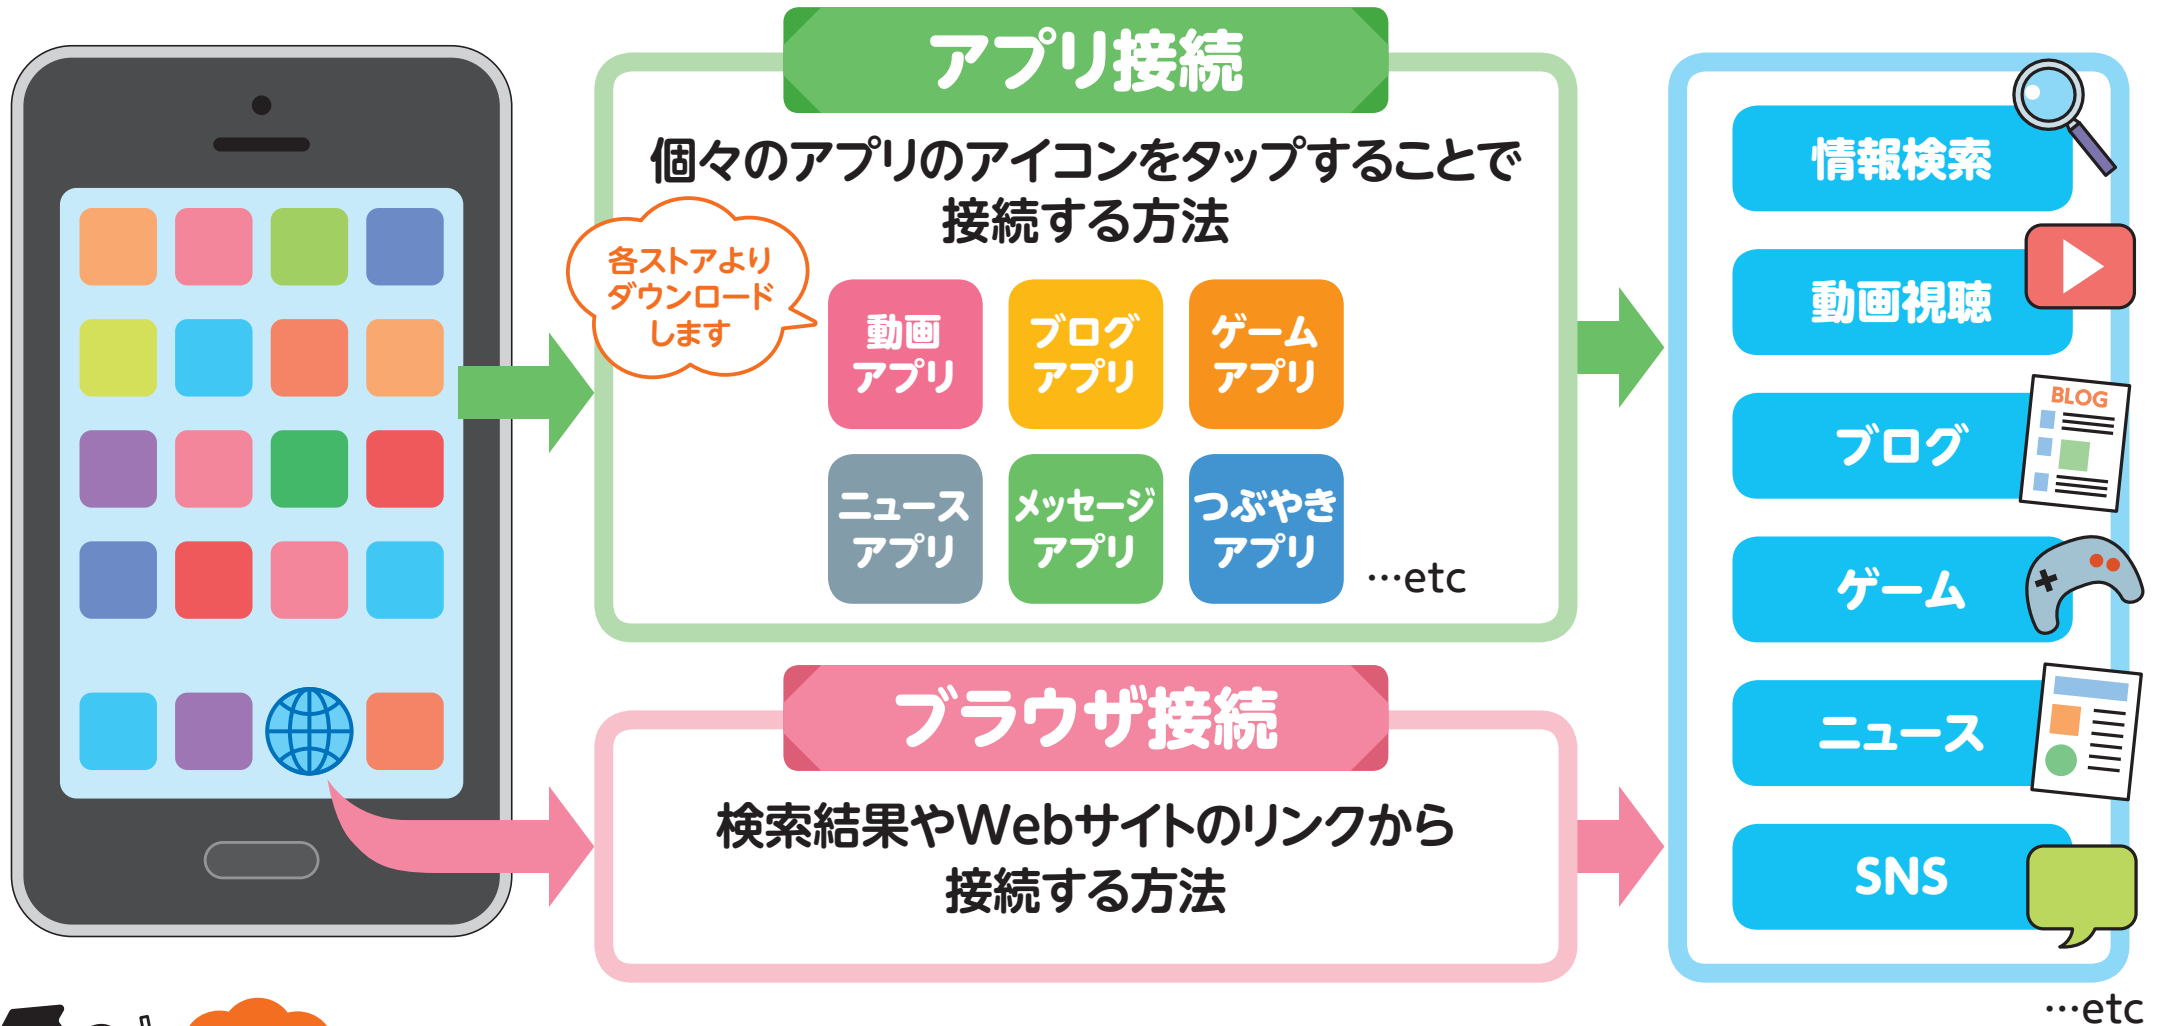 アプリ接続
個々のアプリのアイコンをタップすることで
接続する方法
各ストアより
ダウンロード
します
動画
アプリ
ブログ
アプリ
ゲーム
アプリ
ニュース
アプリ
メッセージ
アプリ
つぶやき
アプリ
…etc
ブラウザ接続
検索結果やWebサイトのリンクから
接続する方法
情報検索
動画視聴
ブログ
BLOG
ゲーム
ニュース
SNS
…etc